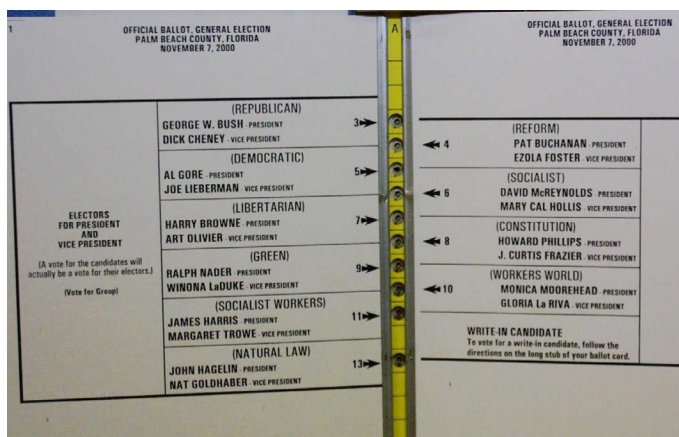 1
OFFICIAL BALLOT, GENERAL ELECTION
PALM BEACH COUNTY, FLORIDA
NOVEMBER 7, 2000
ELECTORS
FOR PRESIDENT
AND
VICE PRESIDENT
(A vote for the candidates will
actually be a vote for their electors.)
(Vote for Group)
(REPUBLICAN)
GEORGE W. BUSH - PRESIDENT
DICK CHENEY - VICE PRESIDENT
3
(DEMOCRATIC)
AL GORE - PRESIDENT
JOE LIEBERMAN - VICE PRESIDENT
5
(LIBERTARIAN)
HARRY BROWNE - PRESIDENT
ART OLIVIER - VICE PRESIDENT
7
(GREEN)
RALPH NADER - PRESIDENT
WINONA LaDUKE - VICE PRESIDENT
9
(SOCIALIST WORKERS)
JAMES HARRIS - PRESIDENT
MARGARET TROWE - VICE PRESIDENT
11
(NATURAL LAW)
JOHN HAGELIN - PRESIDENT
NAT GOLDHABER - VICE PRESIDENT
13
A
OFFICIAL BALLOT, GENERAL ELECTION
PALM BEACH COUNTY, FLORIDA
NOVEMBER 7, 2000
(REFORM)
4 PAT BUCHANAN - PRESIDENT
EZOLA FOSTER - VICE PRESIDENT
(SOCIALIST)
6 DAVID McREYNOLDS - PRESIDENT
MARY CAL HOLLIS - VICE PRESIDENT
(CONSTITUTION)
8 HOWARD PHILLIPS - PRESIDENT
J. CURTIS FRAZIER - VICE PRESIDENT
(WORKERS WORLD)
10 MONICA MOOREHEAD - PRESIDENT
GLORIA La RIVA - VICE PRESIDENT
WRITE-IN CANDIDATE
To vote for a write-in candidate, follow the
directions on the long stub of your ballot card.